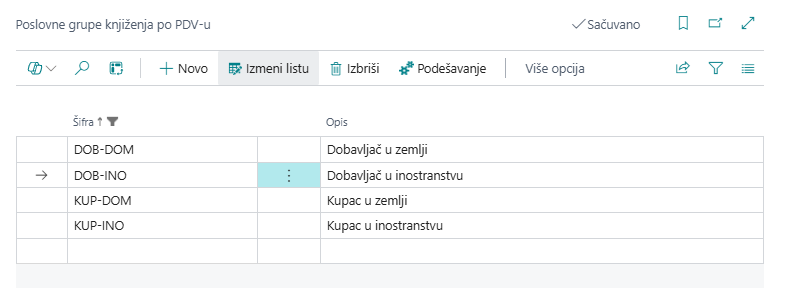 Poslovne grupe knjiženja po PDV-u
Sačuvano
Novo
Izmeni listu
Izbriši
Podešavanje
Više opcija
Šifra
Opis
DOB-DOM
Dobavljač u zemlji
DOB-INO
Dobavljač u inostranstvu
KUP-DOM
Kupac u zemlji
KUP-INO
Kupac u inostranstvu